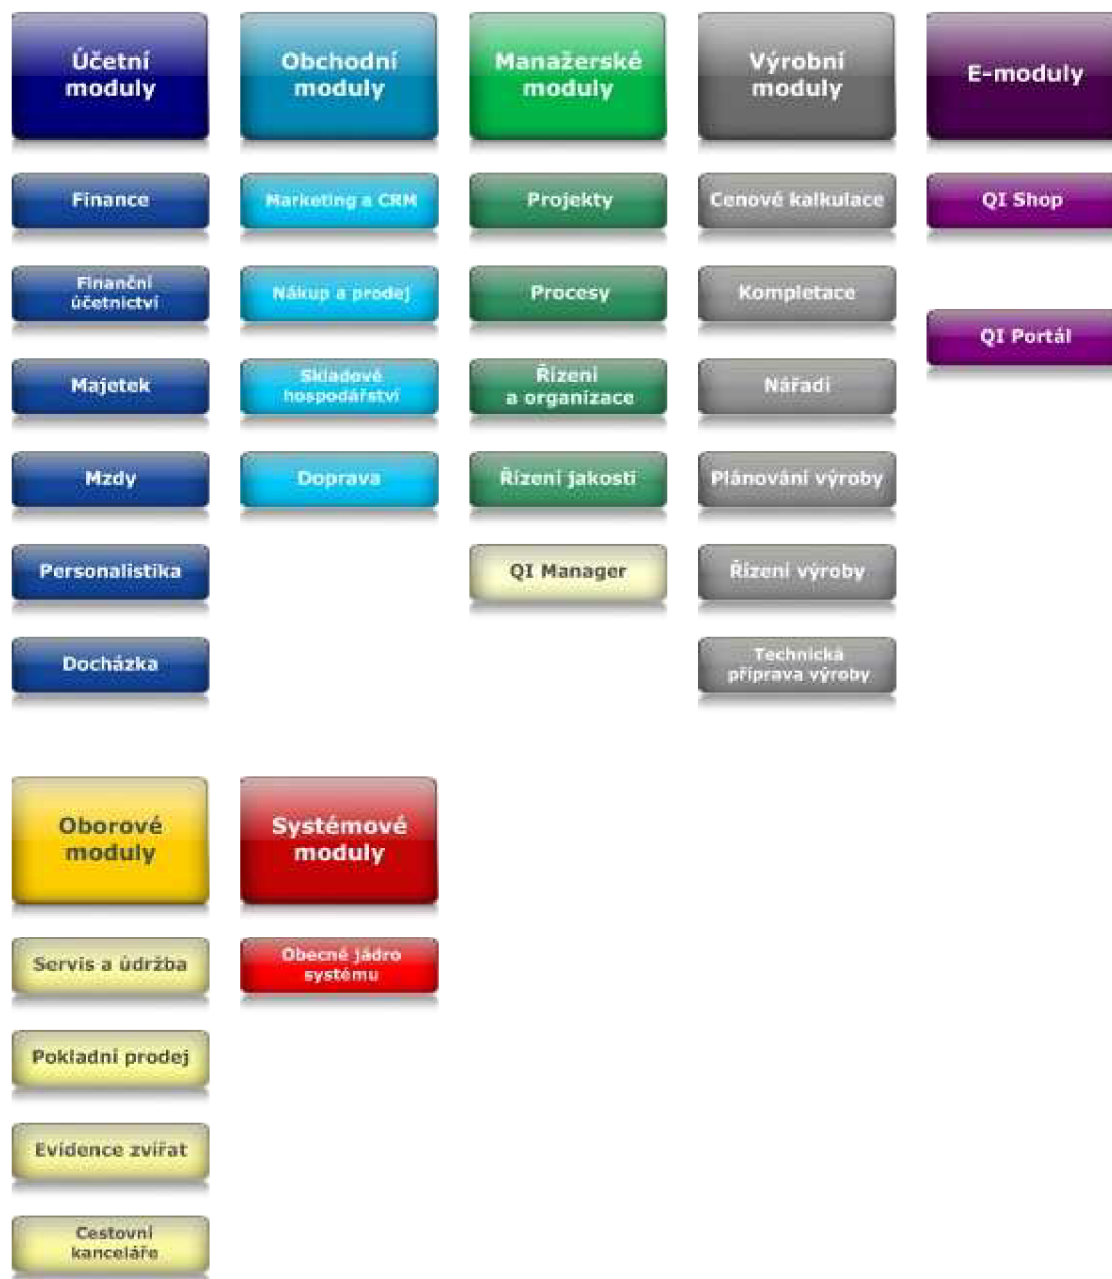 Účetní
moduly
Obchodní
moduly
Manažerské
moduly
Výrobní
moduly
E-moduly
Finance
Marketing a CRM
Projekty
Cenové kalkulace
QI Shop
Finanční
účetnictví
Nákup a prodej
Procesy
Kompletace
QI Portál
Majetek
Skladové
hospodářství
Řízení
a organizace
Nářadí
Mzdy
Doprava
Řízení jakosti
Plánování výroby
Personalistika
QI Manager
Řízení výroby
Docházka
Technická
příprava výroby
Oborové
moduly
Systémové
moduly
Servis a údržba
Obecné jádro
systému
Pokladní prodej
Evidence zvířat
Cestovní
kanceláře